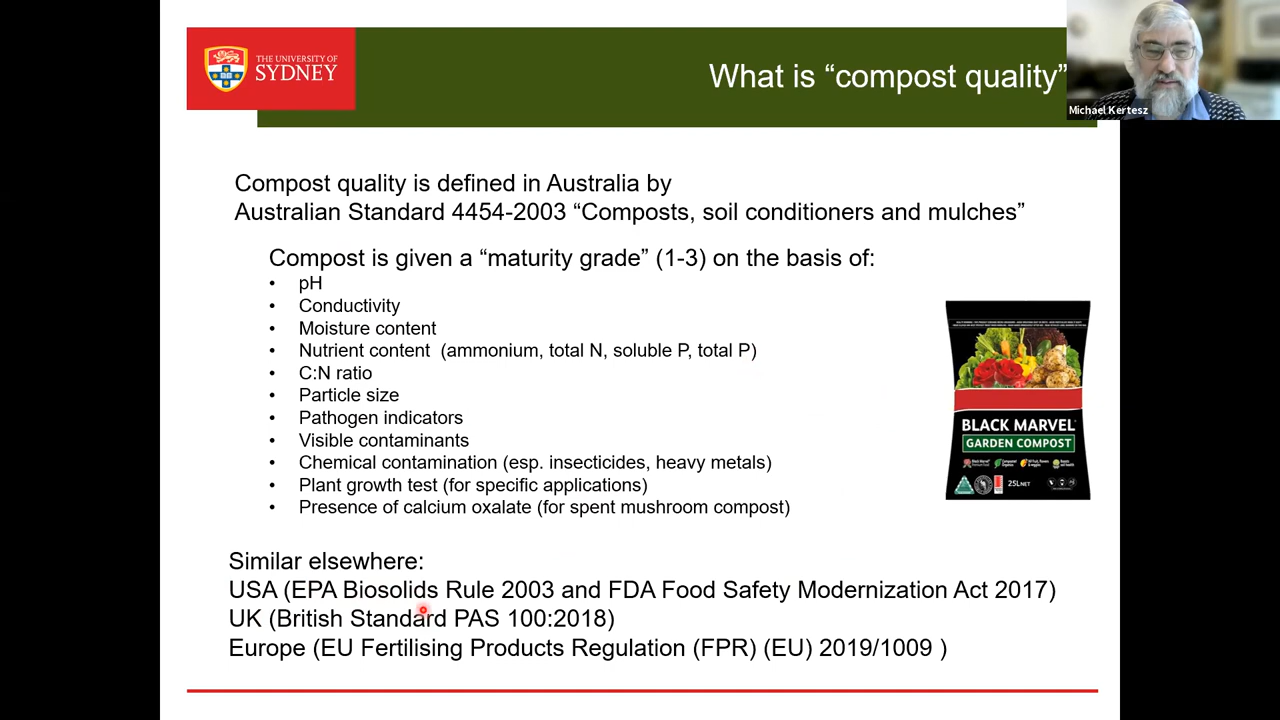 THE UNIVERSITY OF
SYDNEY
What is “compost quality”
Michael Kertesz
Compost quality is defined in Australia by
Australian Standard 4454-2003 “Composts, soil conditioners and mulches”
Compost is given a “maturity grade” (1-3) on the basis of:
• pH
• Conductivity
• Moisture content
• Nutrient content (ammonium, total N, soluble P, total P)
• C:N ratio
• Particle size
• Pathogen indicators
• Visible contaminants
• Chemical contamination (esp. insecticides, heavy metals)
• Plant growth test (for specific applications)
• Presence of calcium oxalate (for spent mushroom compost)
BLACK MARVEL
GARDEN COMPOST
25L NET
Similar elsewhere:
USA (EPA Biosolids Rule 2003 and FDA Food Safety Modernization Act 2017)
UK (British Standard PAS 100:2018)
Europe (EU Fertilising Products Regulation (FPR) (EU) 2019/1009 )